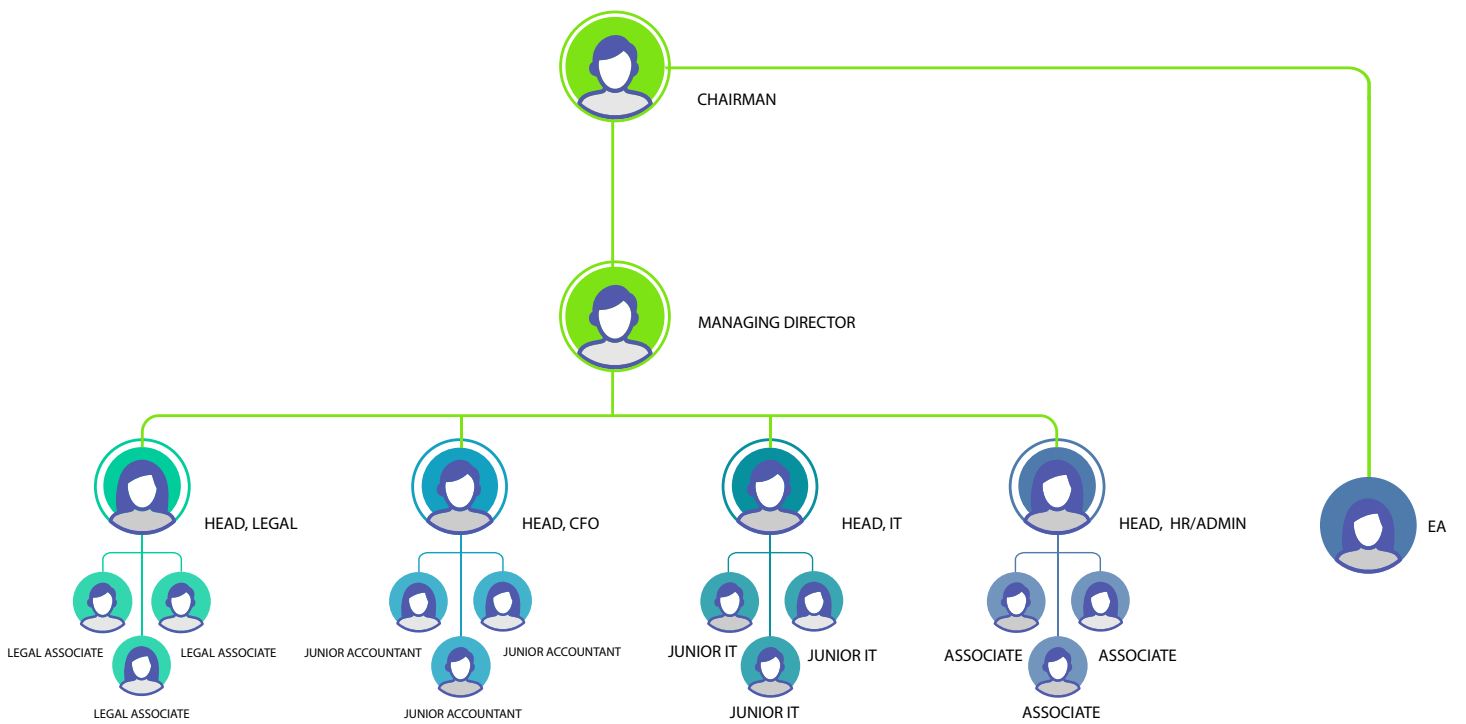 CHAIRMAN
MANAGING DIRECTOR
HEAD, LEGAL
HEAD, CFO
HEAD, IT
HEAD, HR/ADMIN
EA
LEGAL ASSOCIATE
LEGAL ASSOCIATE
LEGAL ASSOCIATE
JUNIOR ACCOUNTANT
JUNIOR ACCOUNTANT
JUNIOR ACCOUNTANT
JUNIOR IT
JUNIOR IT
JUNIOR IT
ASSOCIATE
ASSOCIATE
ASSOCIATE